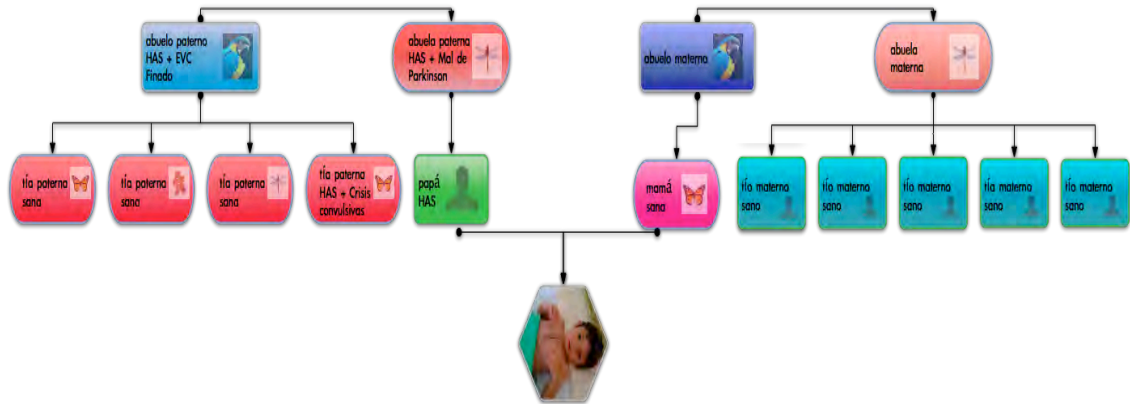 abuelo paterno
HAS + EVC
Finado
abuelo paterna
HAS + Mal de
Parkinson
abuelo materno
abuela
materna
tía paterna
sana
tía paterna
sana
tía paterna
sana
tía paterna
HAS + Crisis
convulsivas
papá
HAS
mamá
sana
tío materno
sano
tío materno
sano
tío materno
sano
tío materno
sano
tío materno
sano